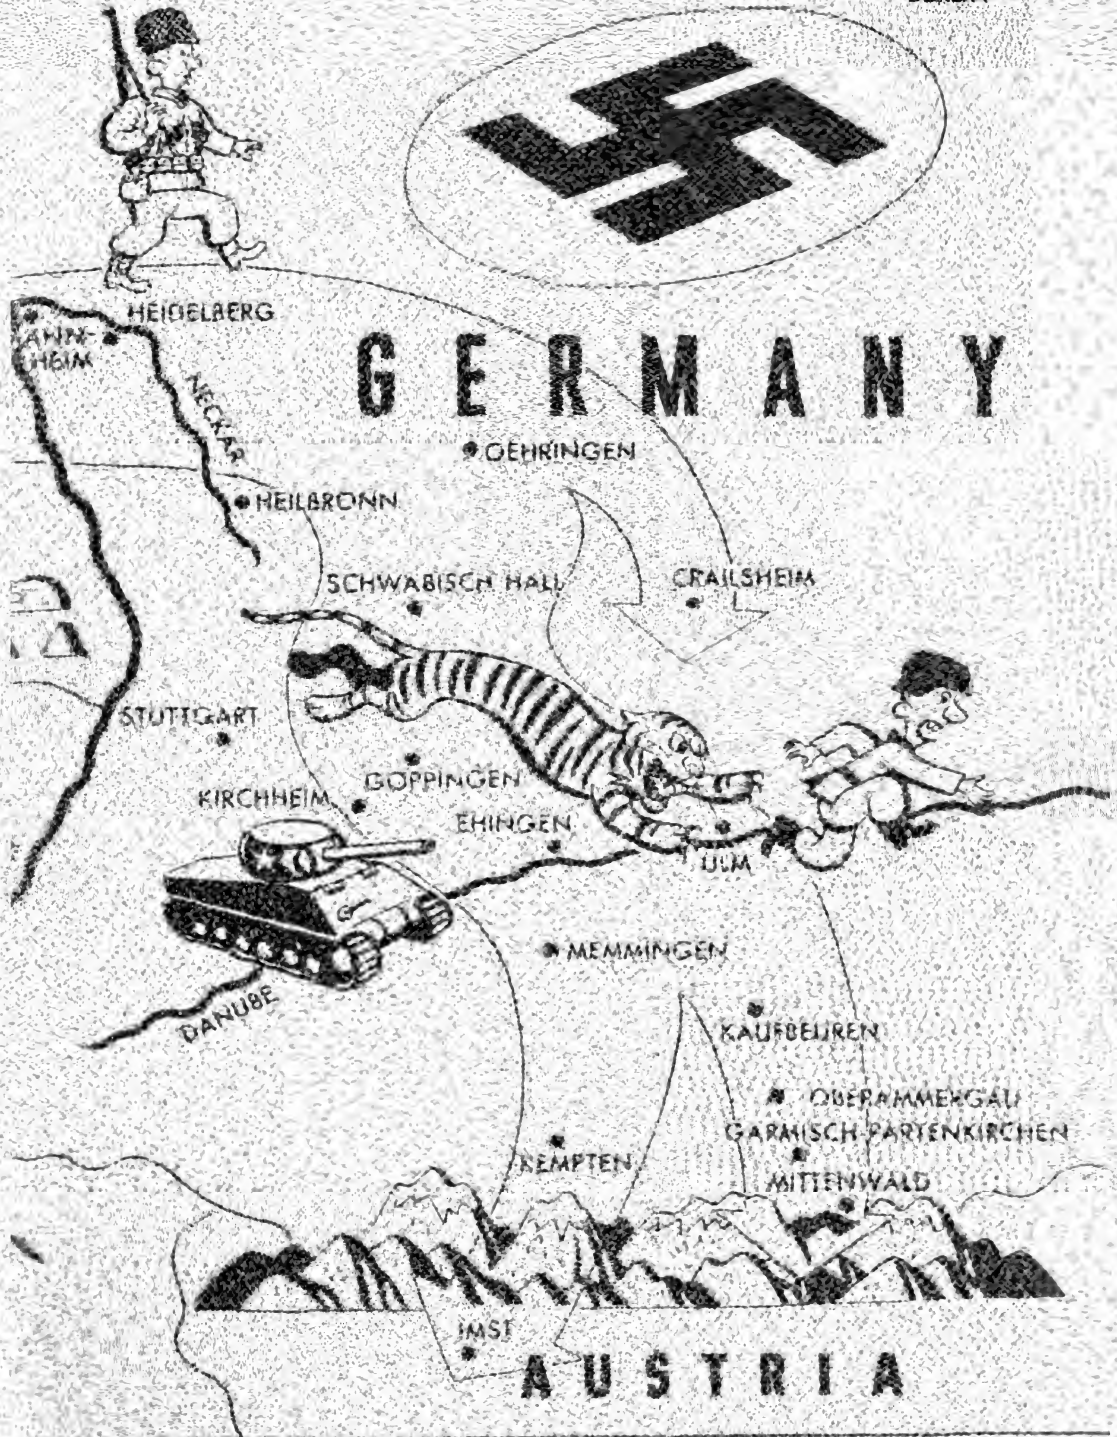 HEIDELBERG
HEIM
NECKAR
GERMANY
OEHRINGEN
HEILBRONN
SCHWABISCH HALL
CRAILSHEIM
STUTTGART
GOPPINGEN
KIRCHHEIM
EHINGEN
ULM
MEMMINGEN
DANUBE
KAUFBEUREN
OBERAMMERGAU
GARMISCH-PARTENKIRCHEN
KEMPTEN
MITTENWALD
IMST
AUSTRIA